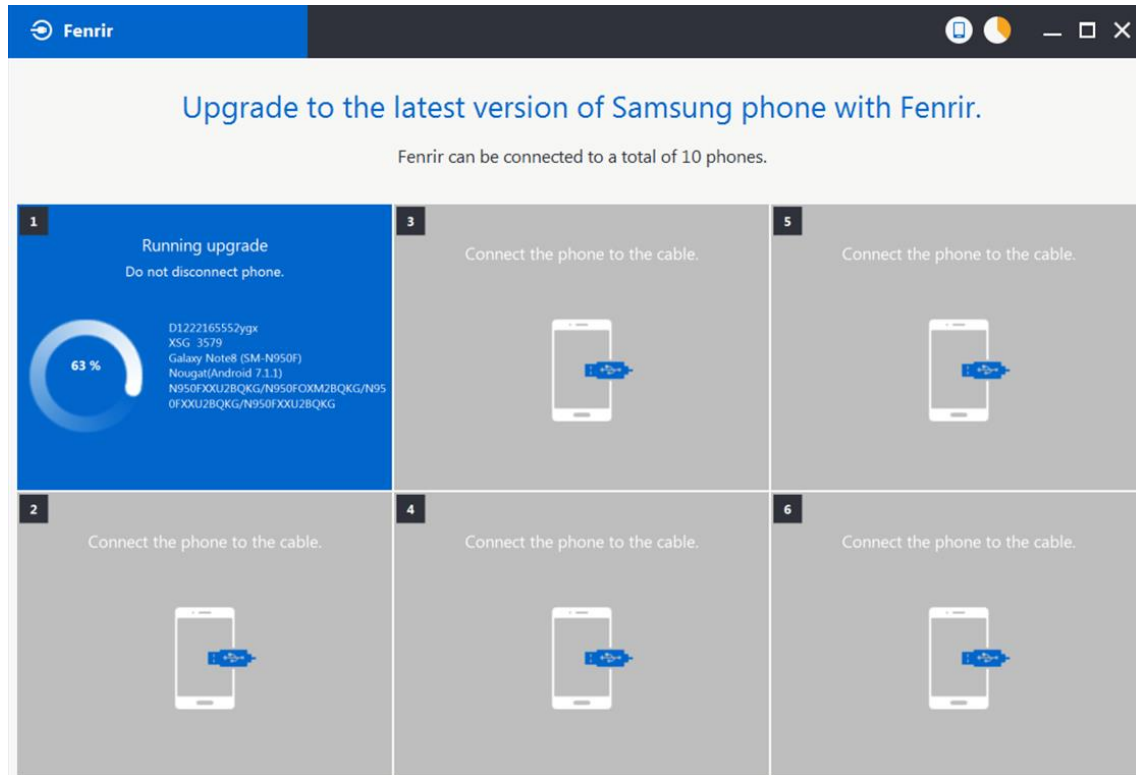 Fenrir
Upgrade to the latest version of Samsung phone with Fenrir.
Fenrir can be connected to a total of 10 phones.
1
Running upgrade
Do not disconnect phone.
63 %
D1222165552ygx
XSG 3579
Galaxy Note8 (SM-N950F)
Nougat(Android 7.1.1)
N950FXXU2BQKG/N950FOXM2BQKG/N95
0FXXU2BQKG/N950FXXU2BQKG
3
Connect the phone to the cable.
5
Connect the phone to the cable.
2
Connect the phone to the cable.
4
Connect the phone to the cable.
6
Connect the phone to the cable.